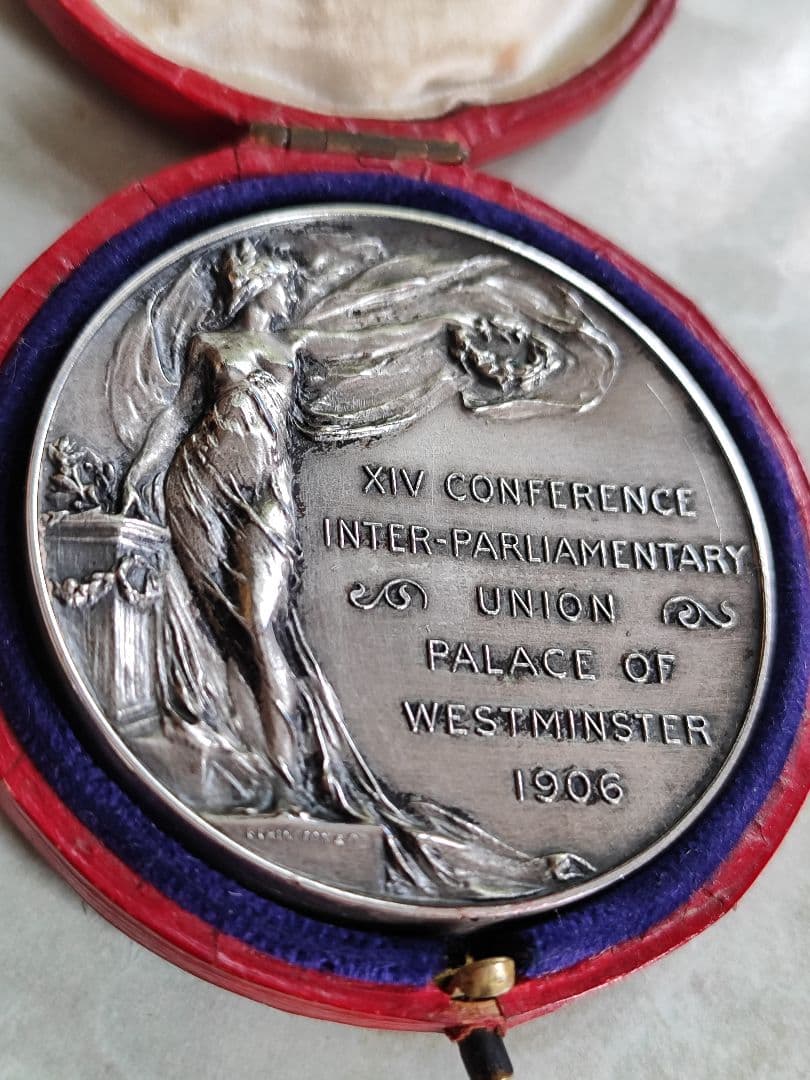 XIV CONFERENCE
INTER-PARLIAMENTARY
UNION
PALACE OF
WESTMINSTER
1906